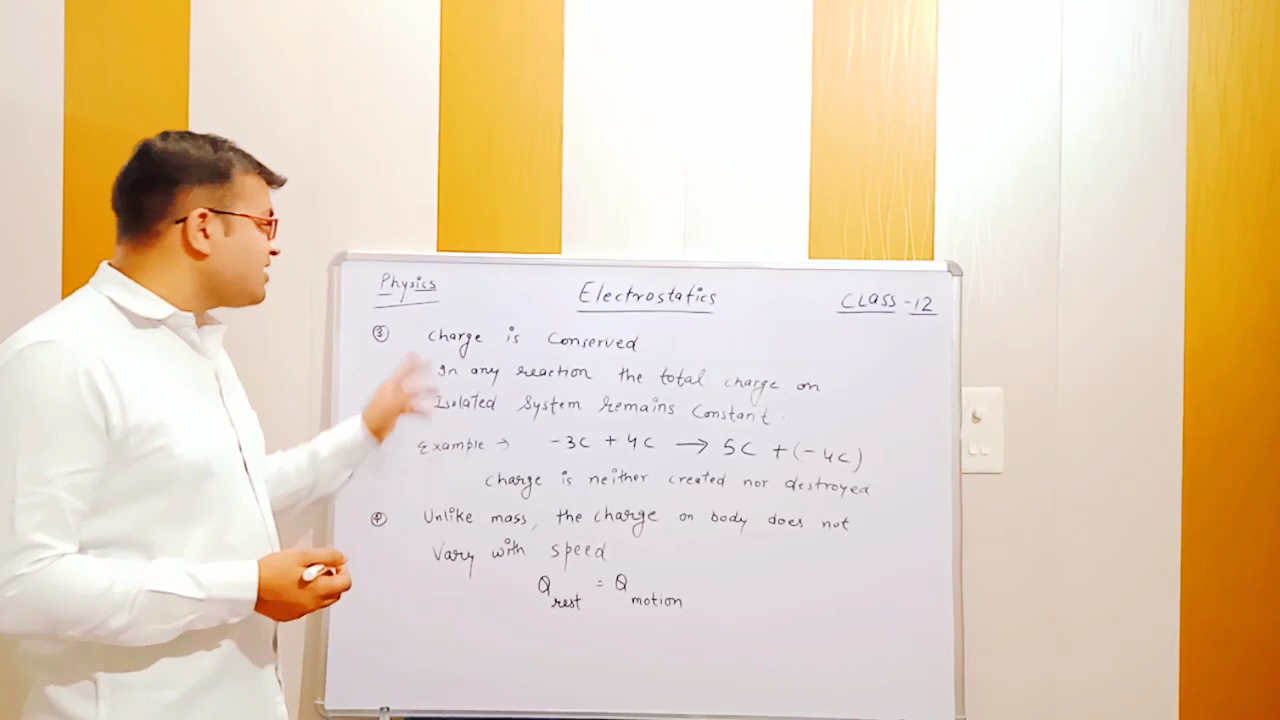 Physics
Electrostatics
CLASS-12
③ Charge is Conserved
In any reaction the total charge on
Isolated System Remains Constant.
Example → -3C + 4C → 5C + (-4C)
Charge is neither created nor destroyed
④ Unlike mass, the charge on body does not
Vary with speed
Q rest = Q motion